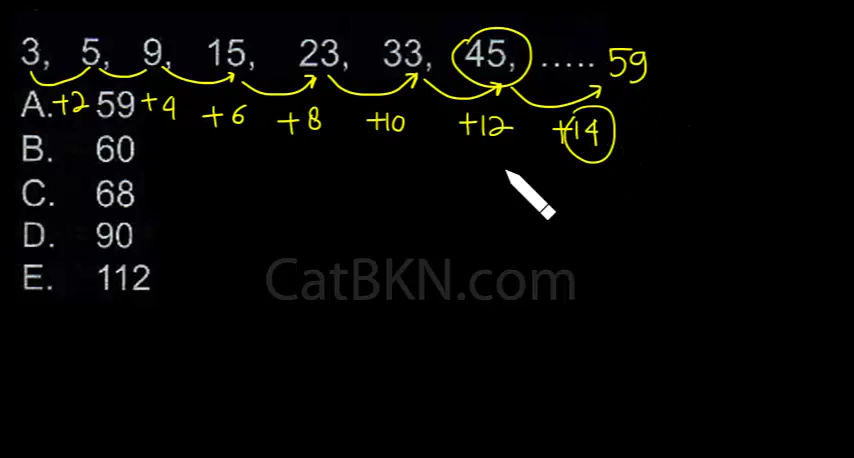 3, 5, 9, 15, 23, 33, 45, ..... 59
+2 +4 +6 +8 +10 +12 +14
A. 59
B. 60
C. 68
D. 90
E. 112
CatBKN.com